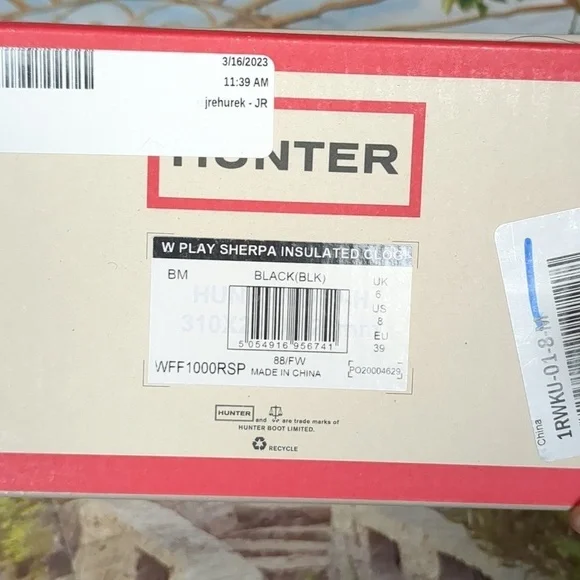 3/16/2023
11:39 AM
jrehurek - JR
HUNTER
W PLAY SHERPA INSULATED CLOG
BM
BLACK(BLK)
UK
6
US
8
EU
39
5 054916 956741
88/FW
WFF1000RSP
MADE IN CHINA
PO20004629
HUNTER and are trade marks of
HUNTER BOOT LIMITED.
RECYCLE
China
1RWKU-01-8-M